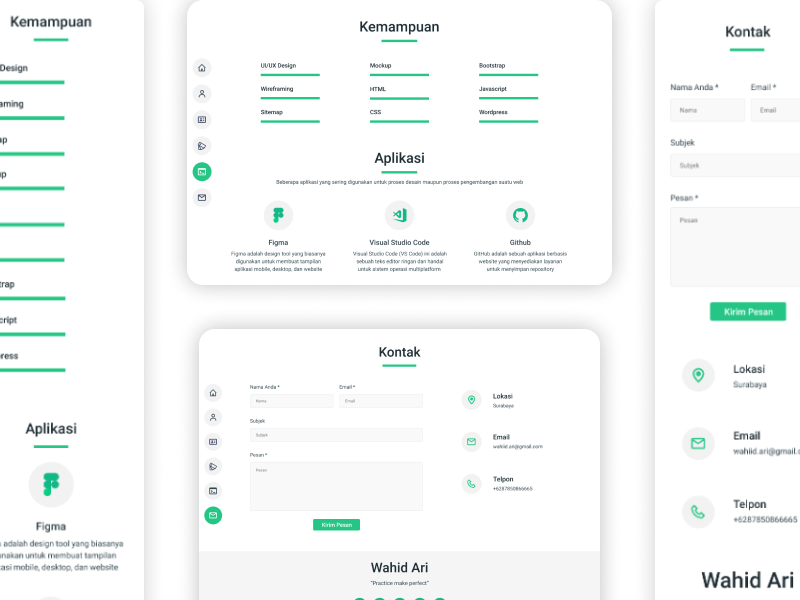 Kemampuan
Design
aming
ap
p
trap
cript
ress
Aplikasi
Figma
adalah design tool yang biasanya
unakan untuk membuat tampilan
asi mobile, desktop, dan website
Kemampuan
UI/UX Design
Mockup
Bootstrap
Wireframing
HTML
Javascript
Sitemap
CSS
Wordpress
Aplikasi
Beberapa aplikasi yang sering digunakan untuk proses desain maupun proses pengembangan suatu web
Figma
Visual Studio Code
Github
Figma adalah design tool yang biasanya
digunakan untuk membuat tampilan
aplikasi mobile, desktop, dan website
Visual Studio Code (VS Code) ini adalah
sebuah teks editor ringan dan handal
untuk sistem operasi multiplatform
GitHub adalah sebuah aplikasi berbasis
website yang menyediakan layanan
untuk menyimpan repository
Kontak
Nama Anda *
Email *
Nama
Email
Subjek
Subjek
Pesan *
Pesan
Kirim Pesan
Lokasi
Surabaya
Email
wahiid.ari@gmail.com
Telpon
+6287850866665
Wahid Ari
"Practice make perfect"
Kontak
Nama Anda *
Email *
Nama
Email
Subjek
Subjek
Pesan *
Pesan
Kirim Pesan
Lokasi
Surabaya
Email
wahiid.ari@gmail.c
Telpon
+6287850866665
Wahid Ari